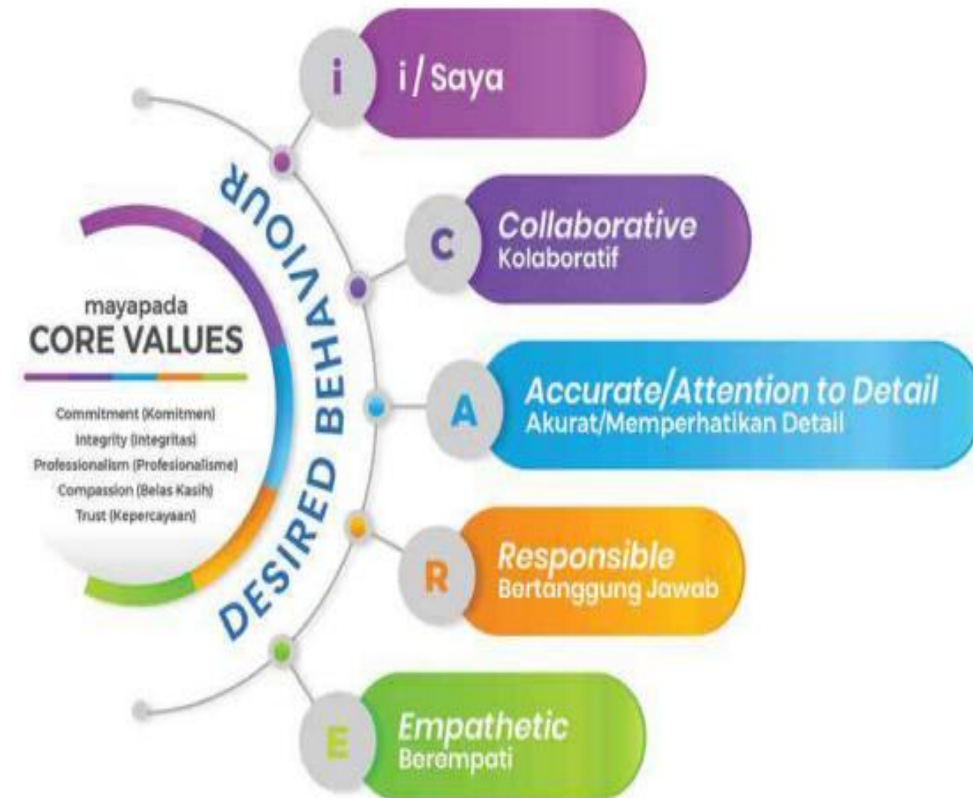 mayapada
CORE VALUES
Commitment (Komitmen)
Integrity (Integritas)
Professionalism (Profesionalisme)
Compassion (Belas Kasih)
Trust (Kepercayaan)
DESIRED BEHAVIOUR
i
i / Saya
C
Collaborative
Kolaboratif
A
Accurate/Attention to Detail
Akurat/Memperhatikan Detail
R
Responsible
Bertanggung Jawab
E
Empathetic
Berempati